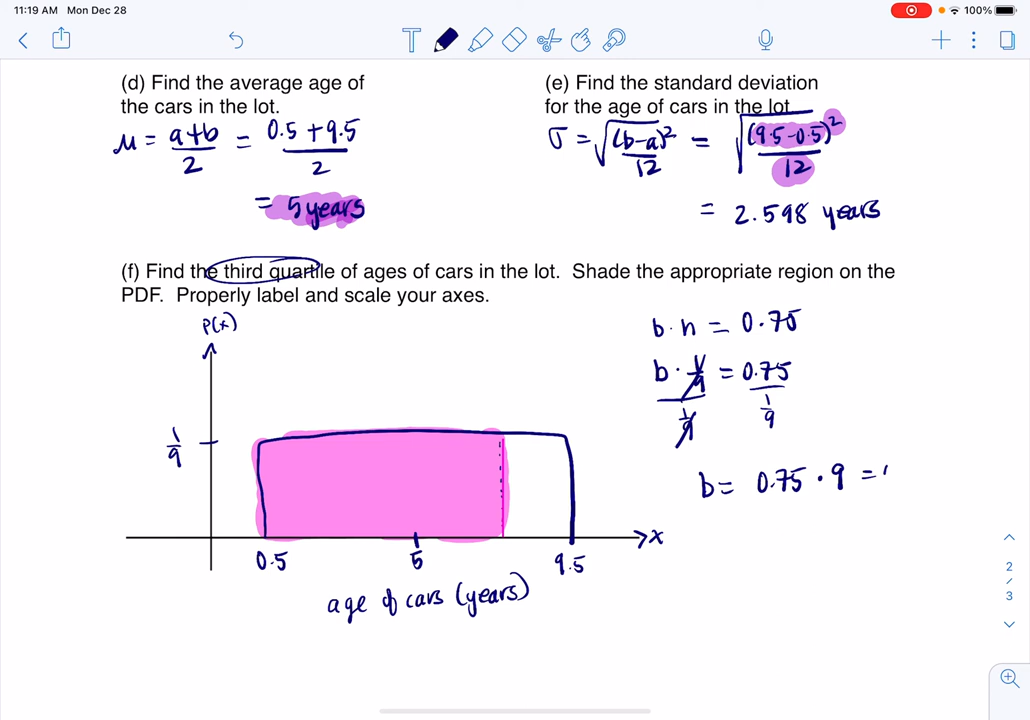 11:19 AM Mon Dec 28
100%
(d) Find the average age of
the cars in the lot.
μ = a+b/2 = 0.5 + 9.5/2
= 5 years
(e) Find the standard deviation
for the age of cars in the lot.
σ = √(b-a)²/12 = √(9.5-0.5)²/12
= 2.598 years
(f) Find the third quartile of ages of cars in the lot. Shade the appropriate region on the
PDF. Properly label and scale your axes.
P(x)
1/9
0.5 5 9.5 x
age of cars (years)
b · h = 0.75
b · 1/9 = 0.75
1/9 1/9
b = 0.75 · 9 =
2
/
3